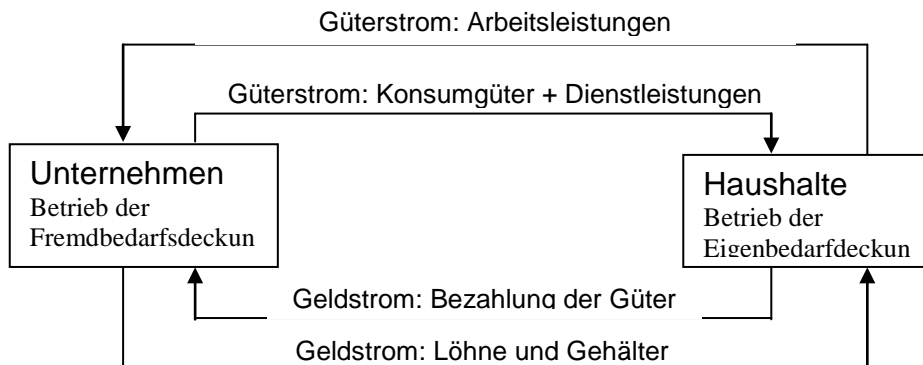 Güterstrom: Arbeitsleistungen
Güterstrom: Konsumgüter + Dienstleistungen
Unternehmen
Betrieb der
Fremdbedarfsdeckun
Haushalte
Betrieb der
Eigenbedarfdeckun
Geldstrom: Bezahlung der Güter
Geldstrom: Löhne und Gehälter